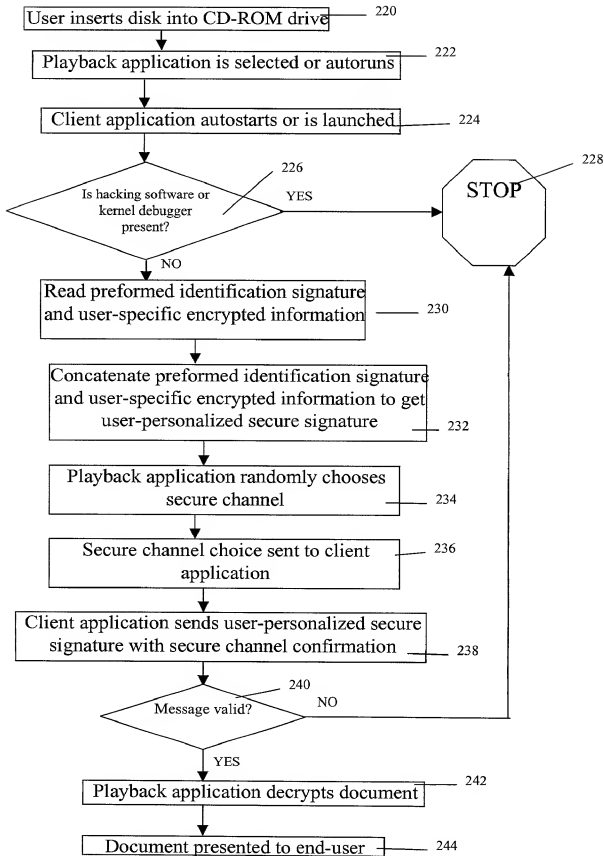 User inserts disk into CD-ROM drive
220
Playback application is selected or autoruns
222
Client application autostarts or is launched
224
Is hacking software or
kernel debugger
present?
226
YES
STOP
228
NO
Read preformed identification signature
and user-specific encrypted information
230
Concatenate preformed identification signature
and user-specific encrypted information to get
user-personalized secure signature
232
Playback application randomly chooses
secure channel
234
Secure channel choice sent to client
application
236
Client application sends user-personalized secure
signature with secure channel confirmation
238
Message valid?
240
NO
YES
Playback application decrypts document
242
Document presented to end-user
244